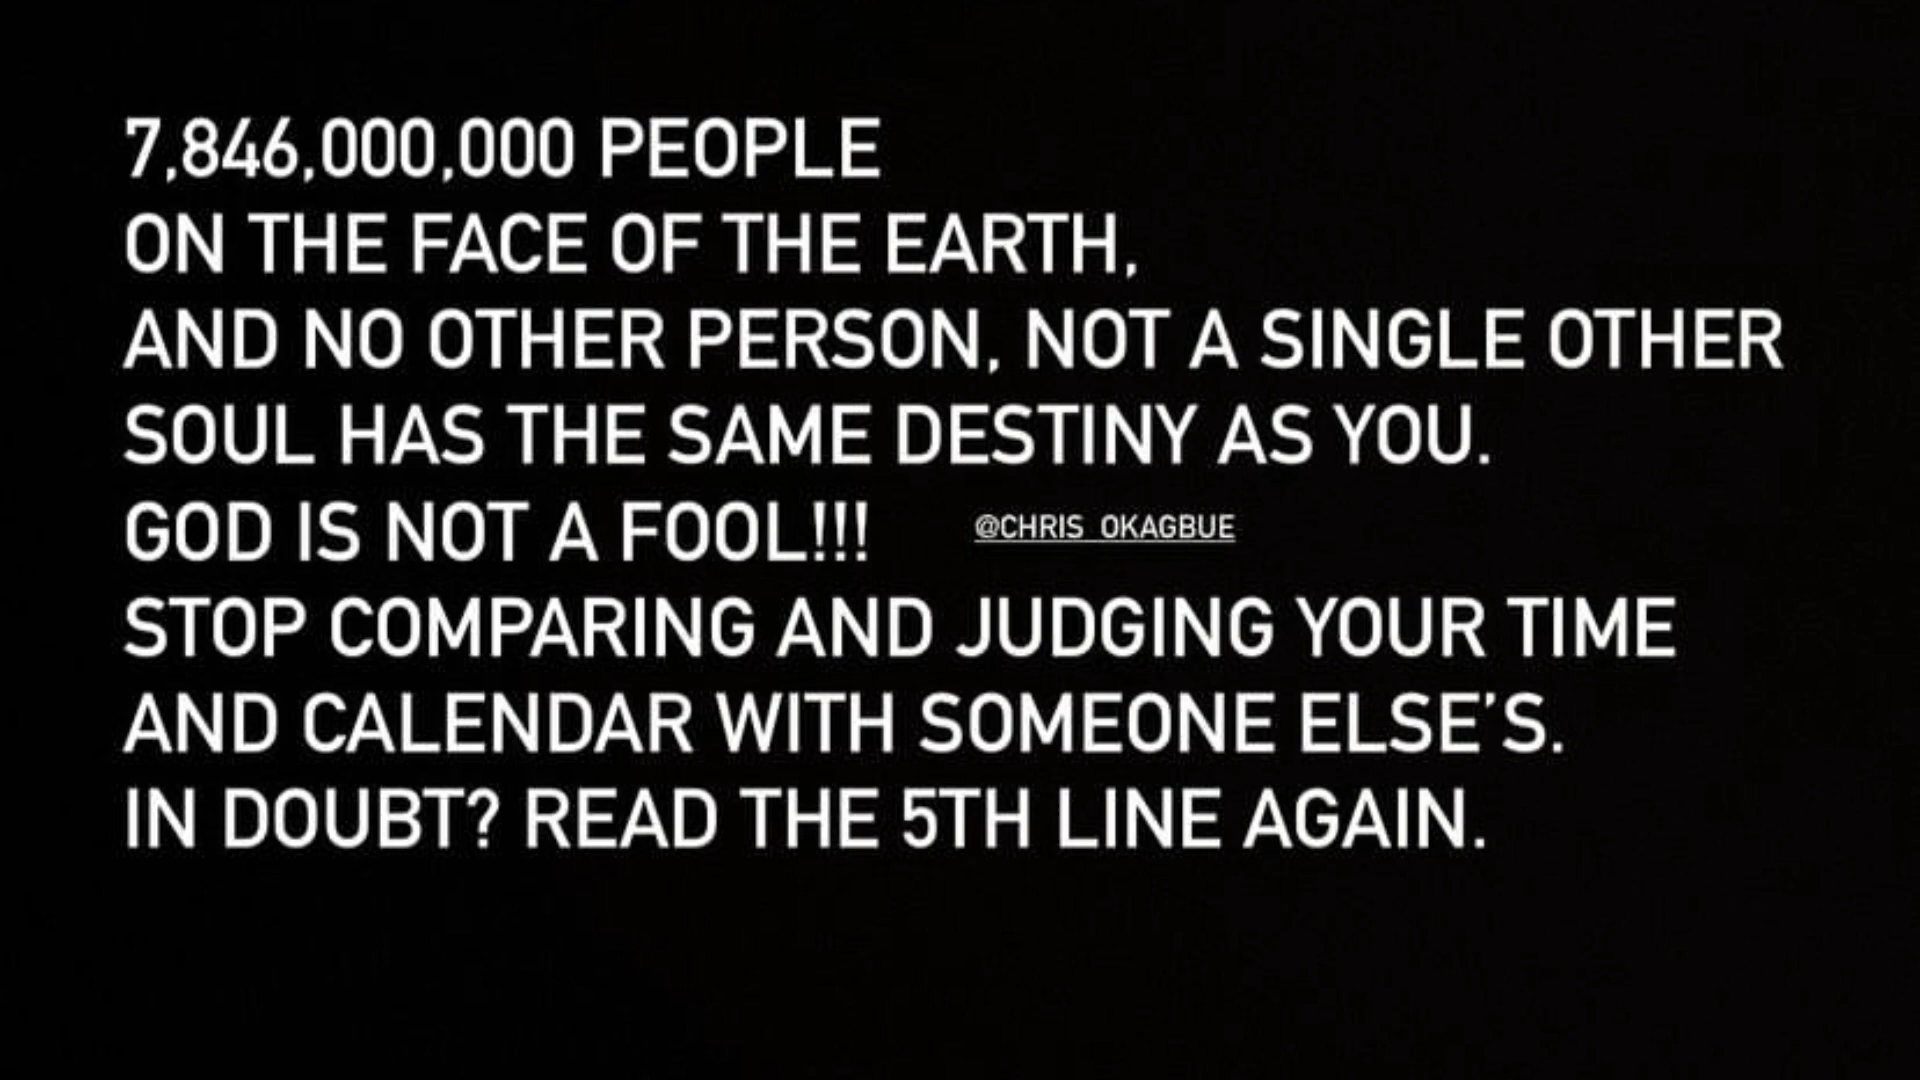 7,846,000,000 PEOPLE
ON THE FACE OF THE EARTH,
AND NO OTHER PERSON, NOT A SINGLE OTHER
SOUL HAS THE SAME DESTINY AS YOU.
GOD IS NOT A FOOL!!! @CHRIS_OKAGBUE
STOP COMPARING AND JUDGING YOUR TIME
AND CALENDAR WITH SOMEONE ELSE’S.
IN DOUBT? READ THE 5TH LINE AGAIN.